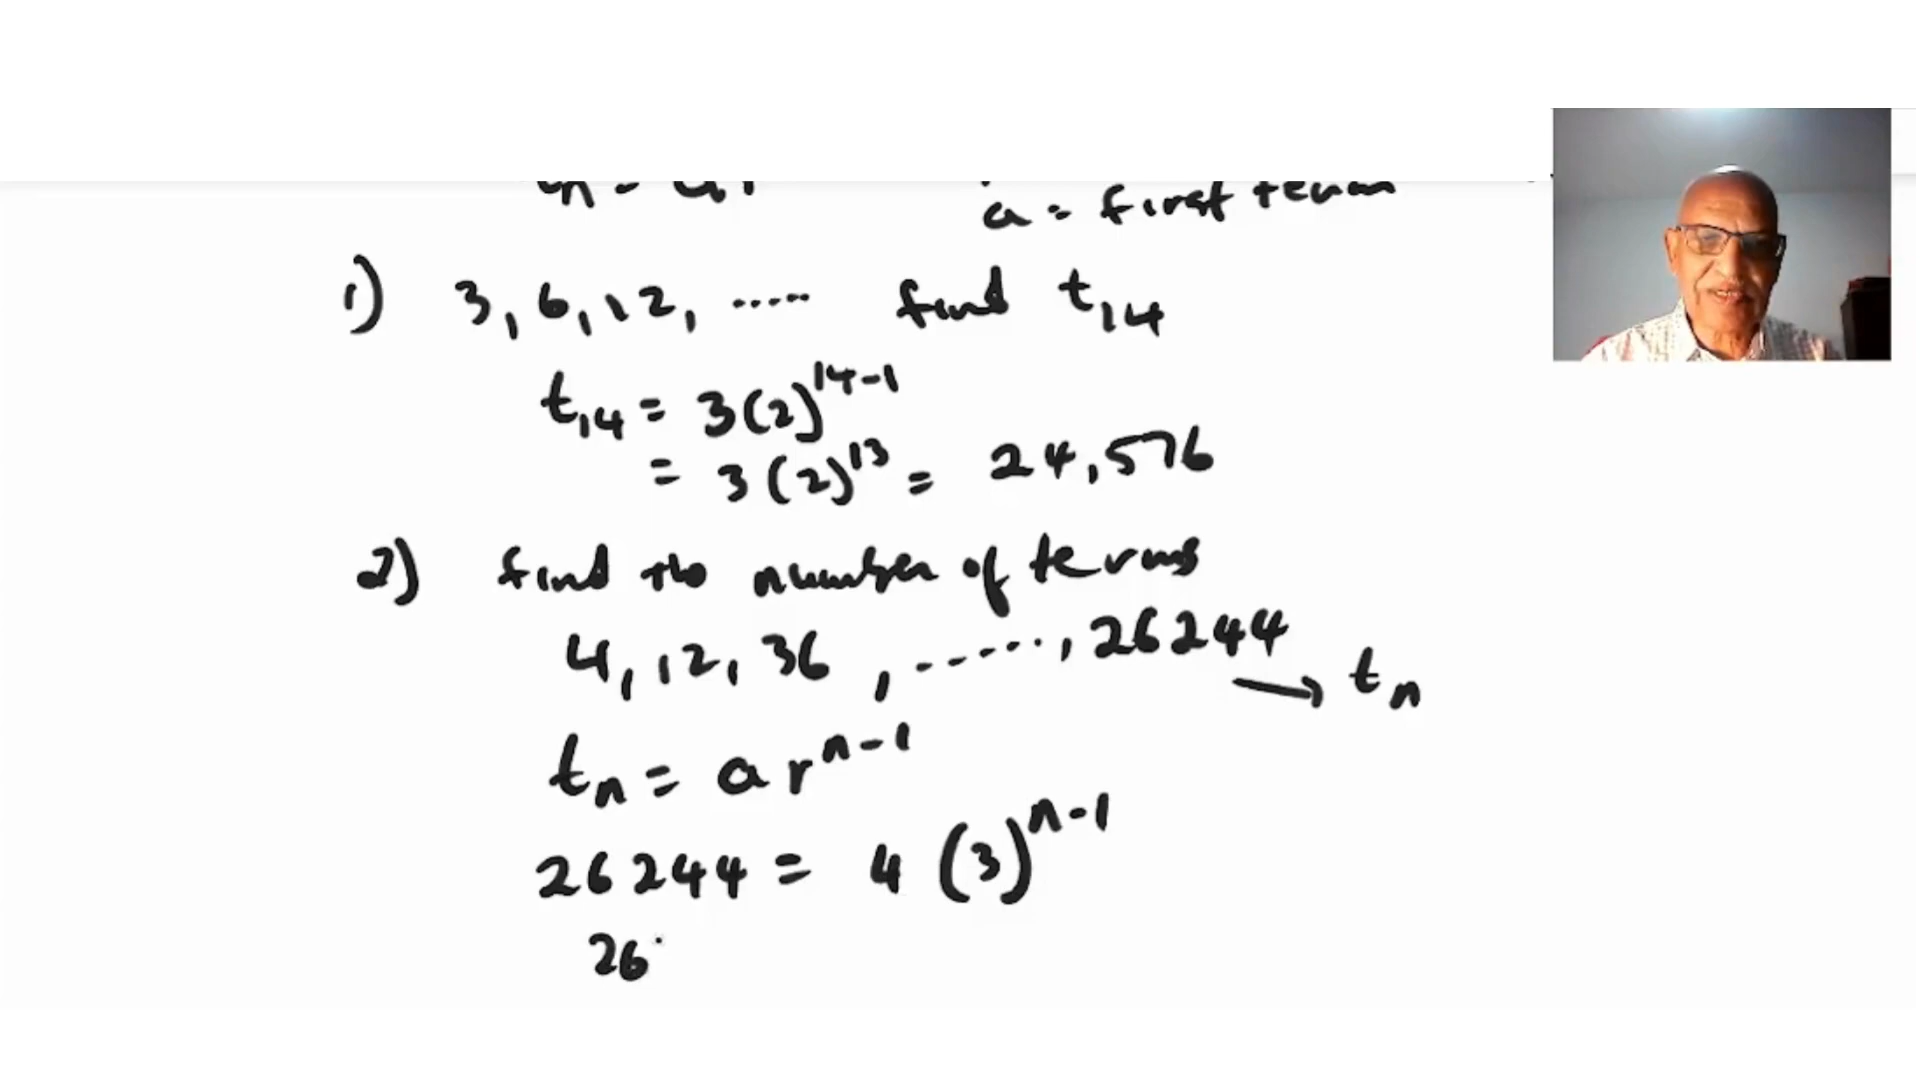 a = first term
1) 3, 6, 12, ..... find t₁₄
t₁₄ = 3(2)¹⁴⁻¹
= 3(2)¹³ = 24,576
2) find the number of terms
4, 12, 36, ......, 26244 → tₙ
tₙ = a rⁿ⁻¹
26244 = 4 (3)ⁿ⁻¹
26